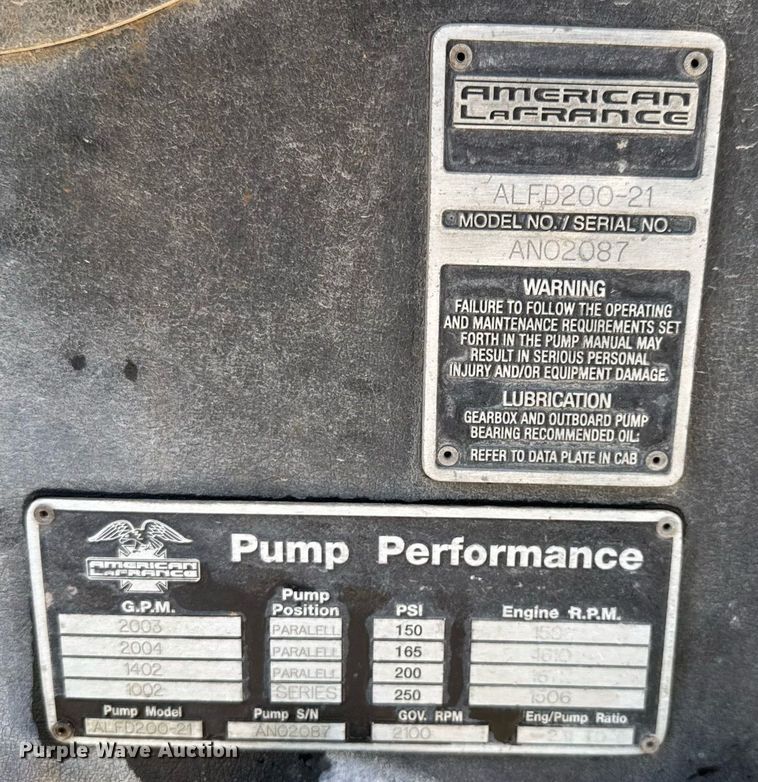 AMERICAN
LAFRANCE
ALFD200-21
MODEL NO./SERIAL NO.
AN02087
WARNING
FAILURE TO FOLLOW THE OPERATING
AND MAINTENANCE REQUIREMENTS SET
FORTH IN THE PUMP MANUAL MAY
RESULT IN SERIOUS PERSONAL
INJURY AND/OR EQUIPMENT DAMAGE.
LUBRICATION
GEARBOX AND OUTBOARD PUMP
BEARING RECOMMENDED OIL:
REFER TO DATA PLATE IN CAB
AMERICAN
LAFRANCE
Pump Performance
G.P.M. Pump Position PSI Engine R.P.M.
2003 PARALELL 150
2004 PARALELL 165 1610
1402 PARALELL 200
1002 SERIES 250 1506
Pump Model Pump S/N GOV. RPM Eng/Pump Ratio
ALFD200-21 AN02087 2100
Purple Wave Auction